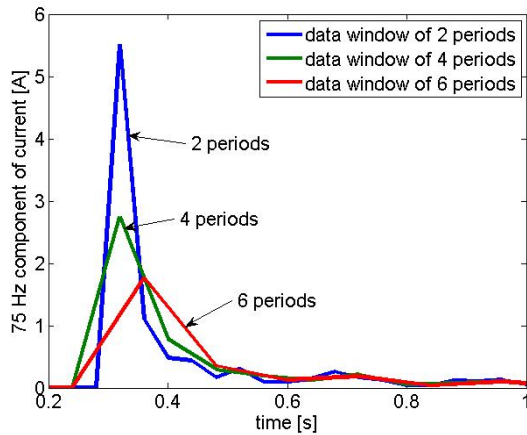 6
5
4
3
2
1
0
75 Hz component of current [A]
data window of 2 periods
data window of 4 periods
data window of 6 periods
2 periods
4 periods
6 periods
0.2
0.4
0.6
0.8
1
time [s]